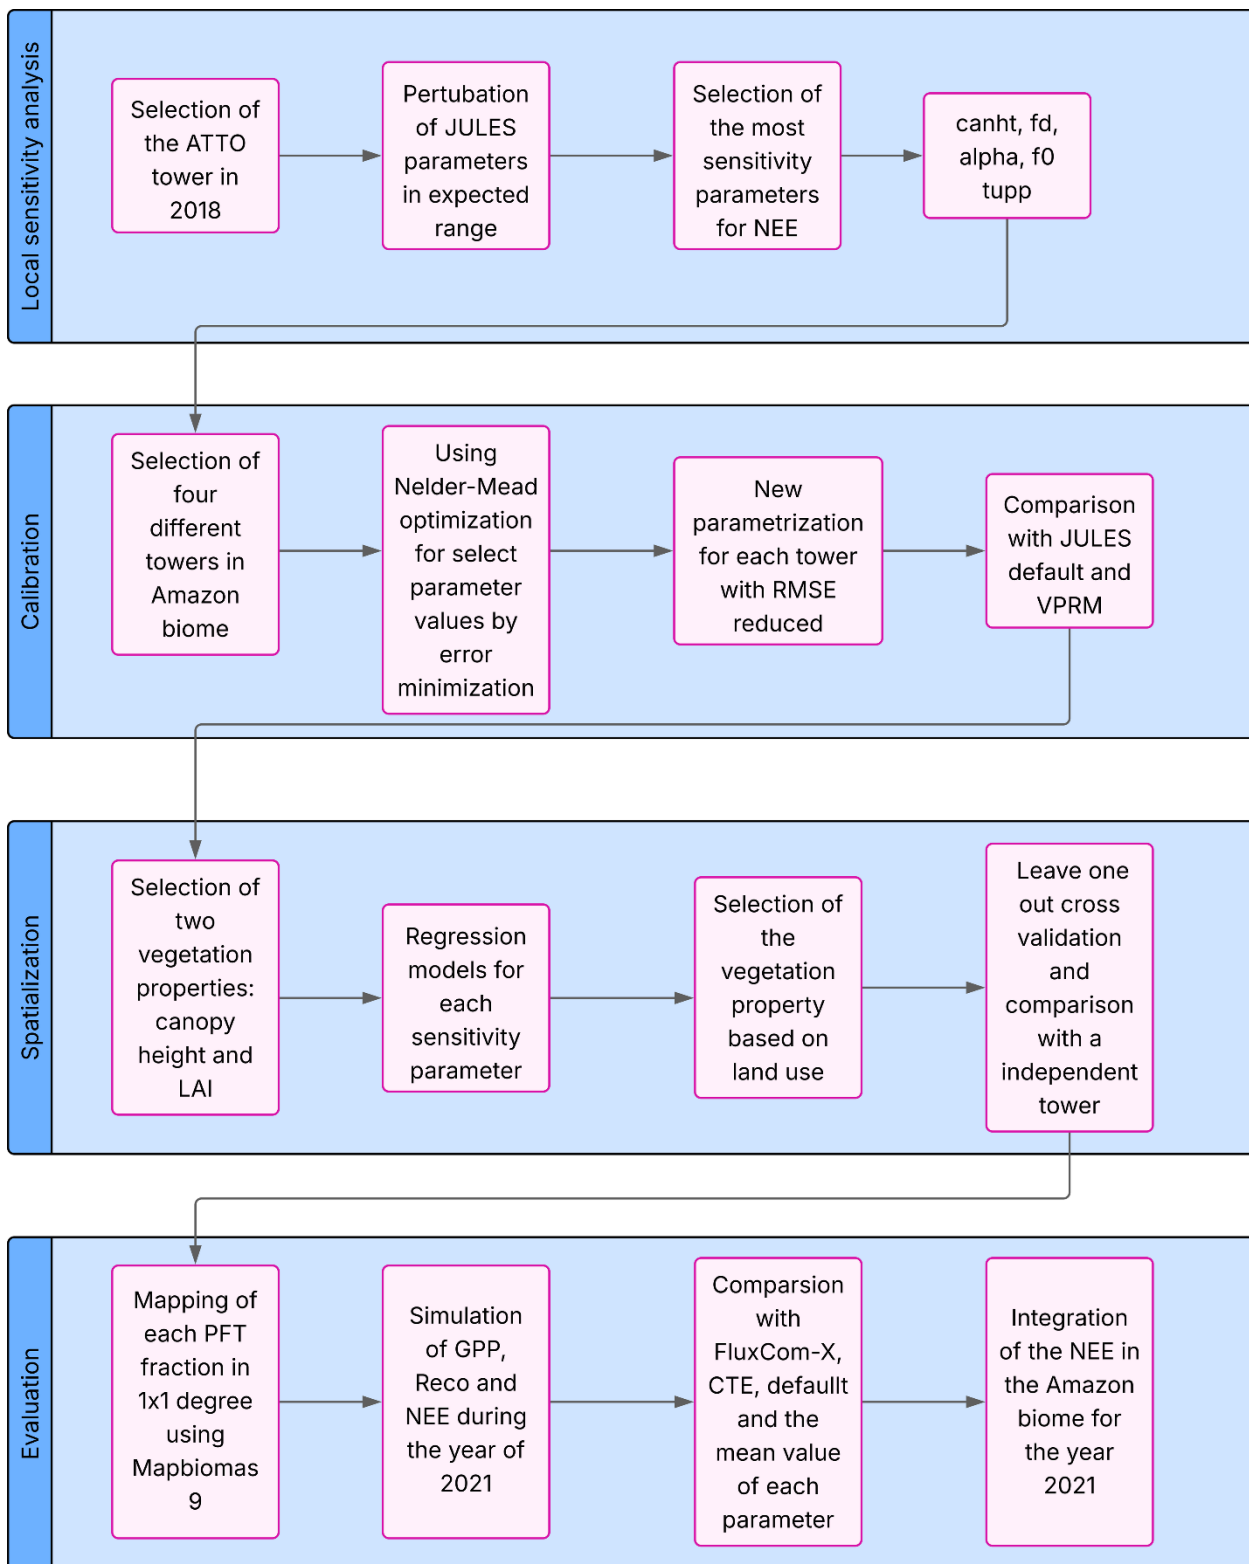 Local sensitivity analysis
Selection of
the ATTO
tower in
2018
Pertubation
of JULES
parameters
in expected
range
Selection of
the most
sensitivity
parameters
for NEE
canht, fd,
alpha, f0
tupp
Calibration
Selection of
four
different
towers in
Amazon
biome
Using
Nelder-Mead
optimization
for select
parameter
values by
error
minimization
New
parametrization
for each tower
with RMSE
reduced
Comparison
with JULES
default and
VPRM
Spatialization
Selection of
two
vegetation
properties:
canopy
height and
LAI
Regression
models for
each
sensitivity
parameter
Selection of
the
vegetation
property
based on
land use
Leave one
out cross
validation
and
comparison
with a
independent
tower
Evaluation
Mapping of
each PFT
fraction in
1x1 degree
using
Mapbiomas
9
Simulation
of GPP,
Reco and
NEE during
the year of
2021
Comparsion
with
FluxCom-X,
CTE, defaullt
and the
mean value
of each
parameter
Integration
of the NEE in
the Amazon
biome for
the year
2021